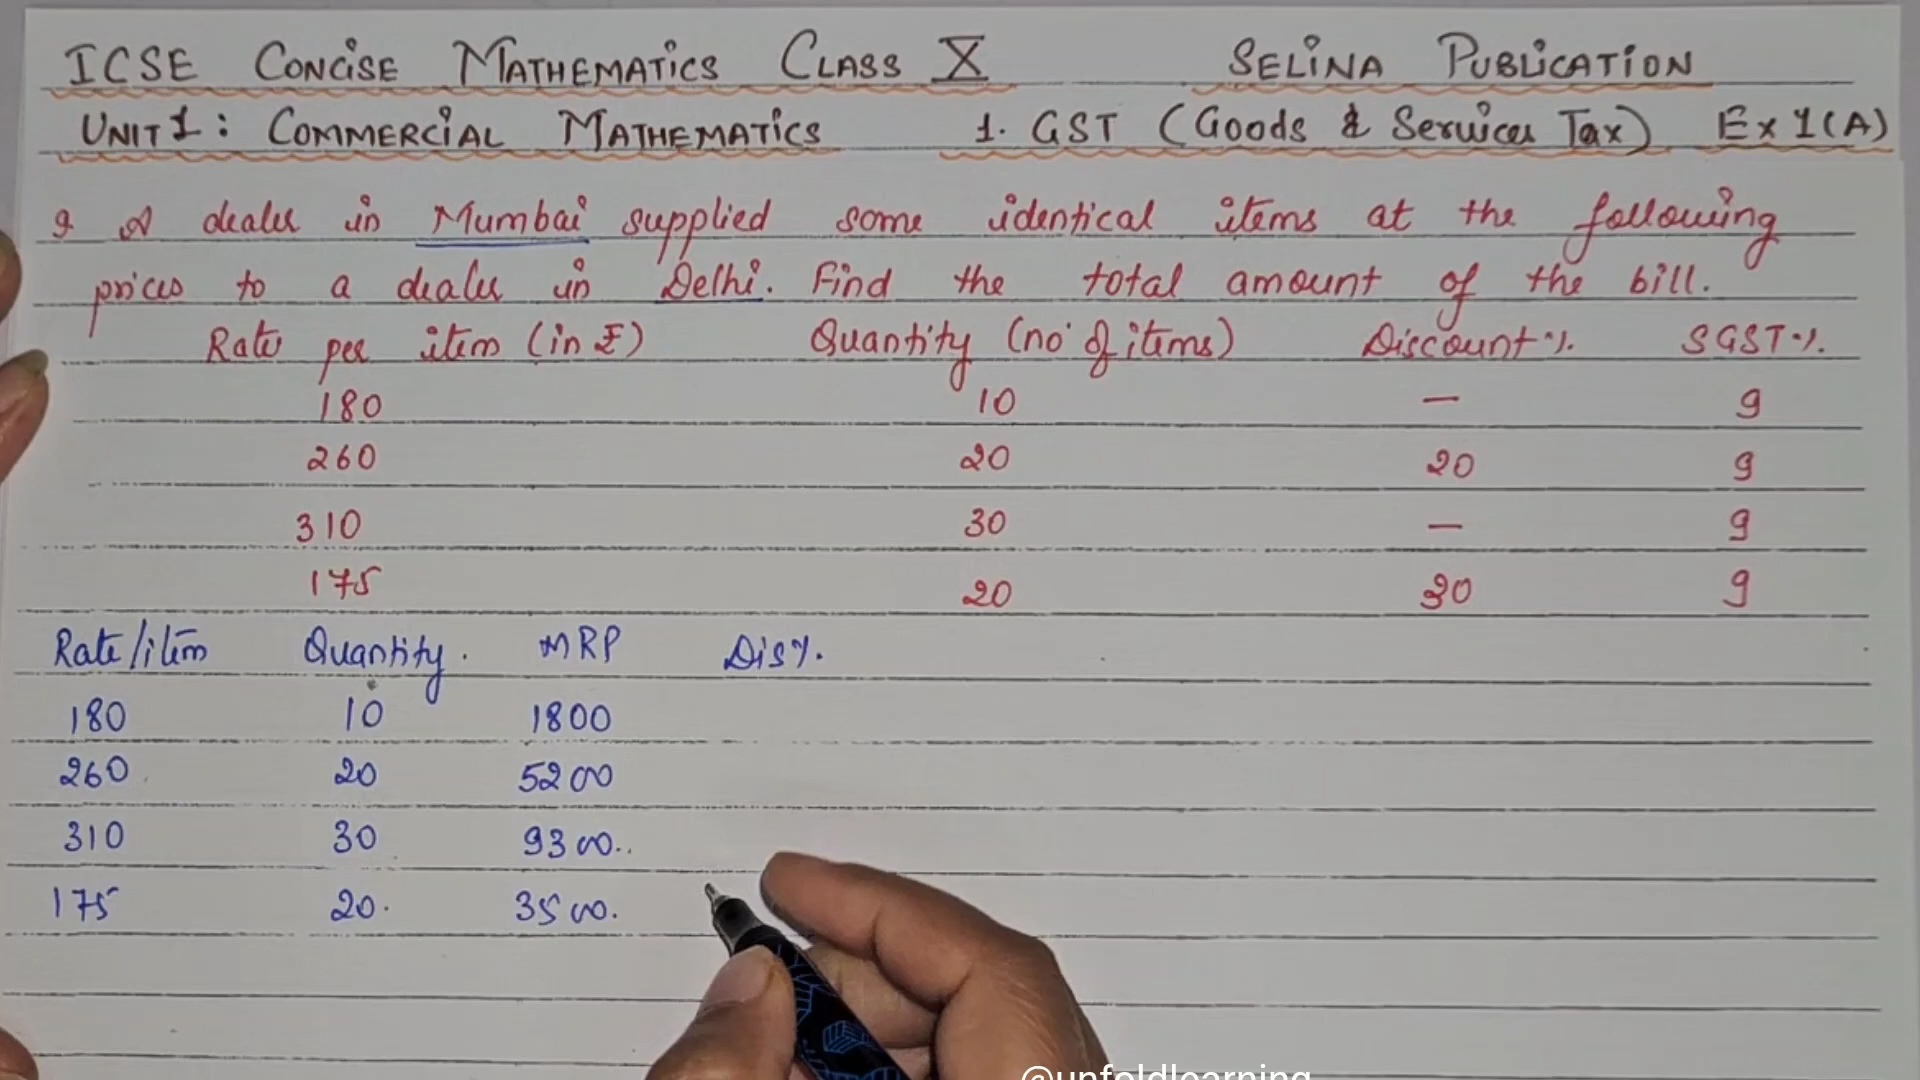 ICSE CONCISE MATHEMATICS CLASS X SELINA PUBLICATION
UNIT 1: COMMERCIAL MATHEMATICS 1. GST (Goods & Services Tax) Ex 1(A)
9 A dealer in Mumbai supplied some identical items at the following
prices to a dealer in Delhi. Find the total amount of the bill.
Rate per item (in ₹) Quantity (no of items) Discount % SGST %
180 10 — 9
260 20 20 9
310 30 — 9
175 20 30 9
Rate/item Quantity. MRP Dis %.
180 10 1800
260 20 5200
310 30 9300
175 20 3500
@unfoldlearning